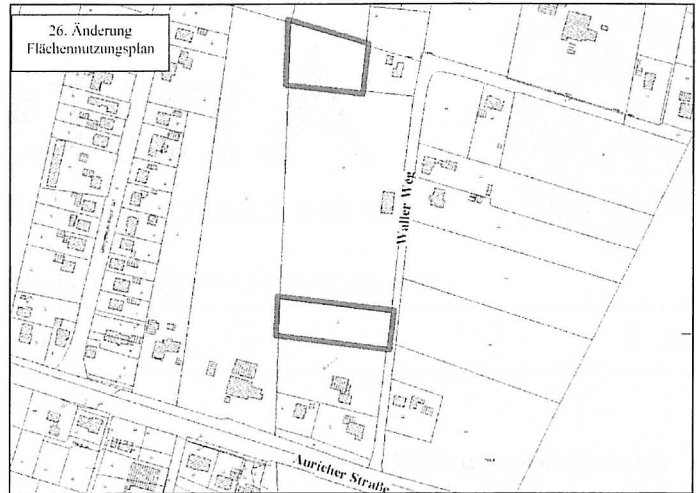 26. Änderung
Flächennutzungsplan
Waller Weg
Auricher Straße